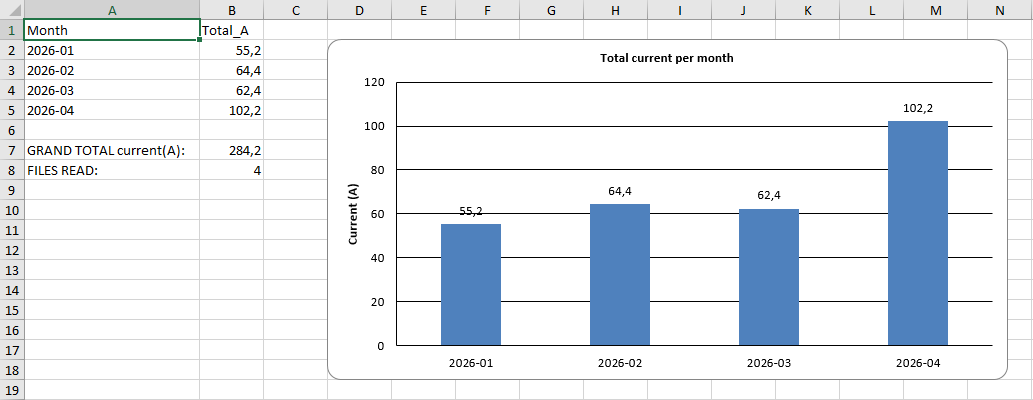 A B C D E F G H I J K L M N
1 Month Total_A
2 2026-01 55,2
3 2026-02 64,4
4 2026-03 62,4
5 2026-04 102,2
6
7 GRAND TOTAL current(A): 284,2
8 FILES READ: 4
9
10
11
12
13
14
15
16
17
18
19
Total current per month
Current (A)
120
100
80
60
40
20
0
55,2
64,4
62,4
102,2
2026-01 2026-02 2026-03 2026-04